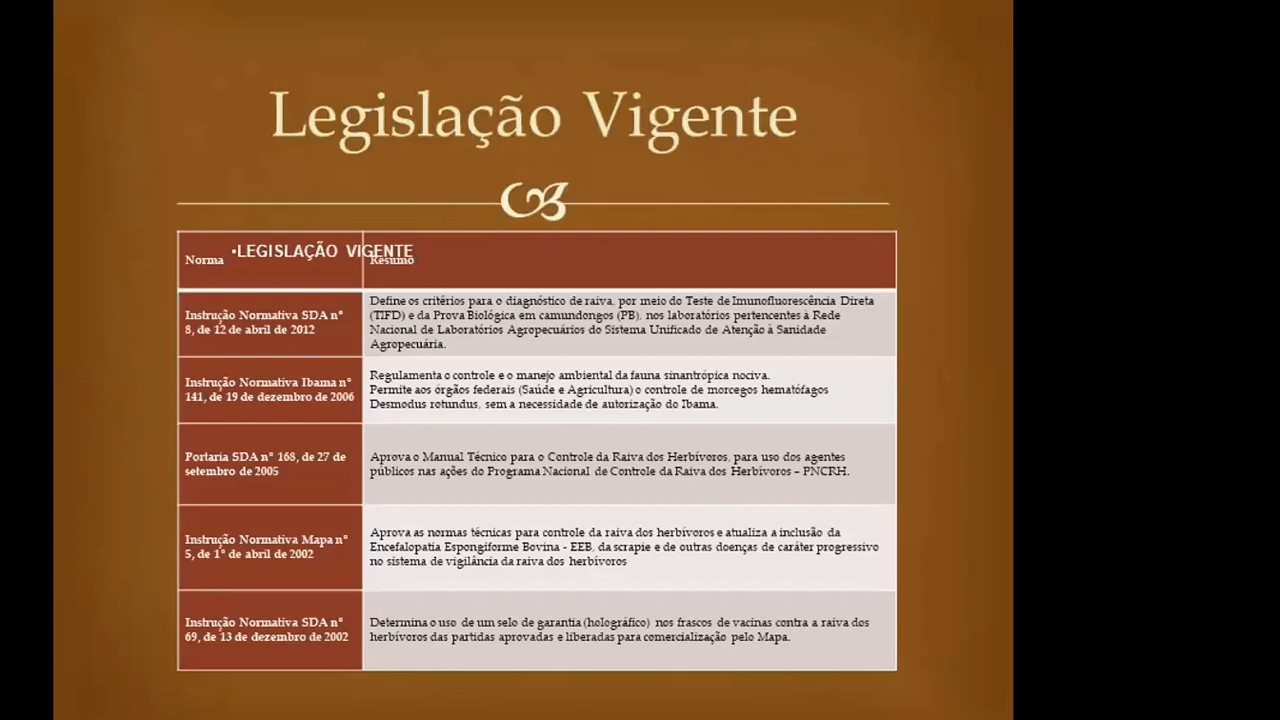 Legislação Vigente
•LEGISLAÇÃO VIGENTE
Norma
Resumo
Instrução Normativa SDA nº
8, de 12 de abril de 2012
Define os critérios para o diagnóstico de raiva, por meio do Teste de Imunofluorescência Direta
(TIFD) e da Prova Biológica em camundongos (PB), nos laboratórios pertencentes à Rede
Nacional de Laboratórios Agropecuários do Sistema Unificado de Atenção à Sanidade
Agropecuária.
Instrução Normativa Ibama nº
141, de 19 de dezembro de 2006
Regulamenta o controle e o manejo ambiental da fauna sinantrópica nociva.
Permite aos órgãos federais (Saúde e Agricultura) o controle de morcegos hematófagos
Desmodus rotundus, sem a necessidade de autorização do Ibama.
Portaria SDA nº 168, de 27 de
setembro de 2005
Aprova o Manual Técnico para o Controle da Raiva dos Herbívoros, para uso dos agentes
públicos nas ações do Programa Nacional de Controle da Raiva dos Herbívoros – PNCRH.
Instrução Normativa Mapa nº
5, de 1º de abril de 2002
Aprova as normas técnicas para controle da raiva dos herbívoros e atualiza a inclusão da
Encefalopatia Espongiforme Bovina - EEB, da scrapie e de outras doenças de caráter progressivo
no sistema de vigilância da raiva dos herbívoros
Instrução Normativa SDA nº
69, de 13 de dezembro de 2002
Determina o uso de um selo de garantia (holográfico) nos frascos de vacinas contra a raiva dos
herbívoros das partidas aprovadas e liberadas para comercialização pelo Mapa.